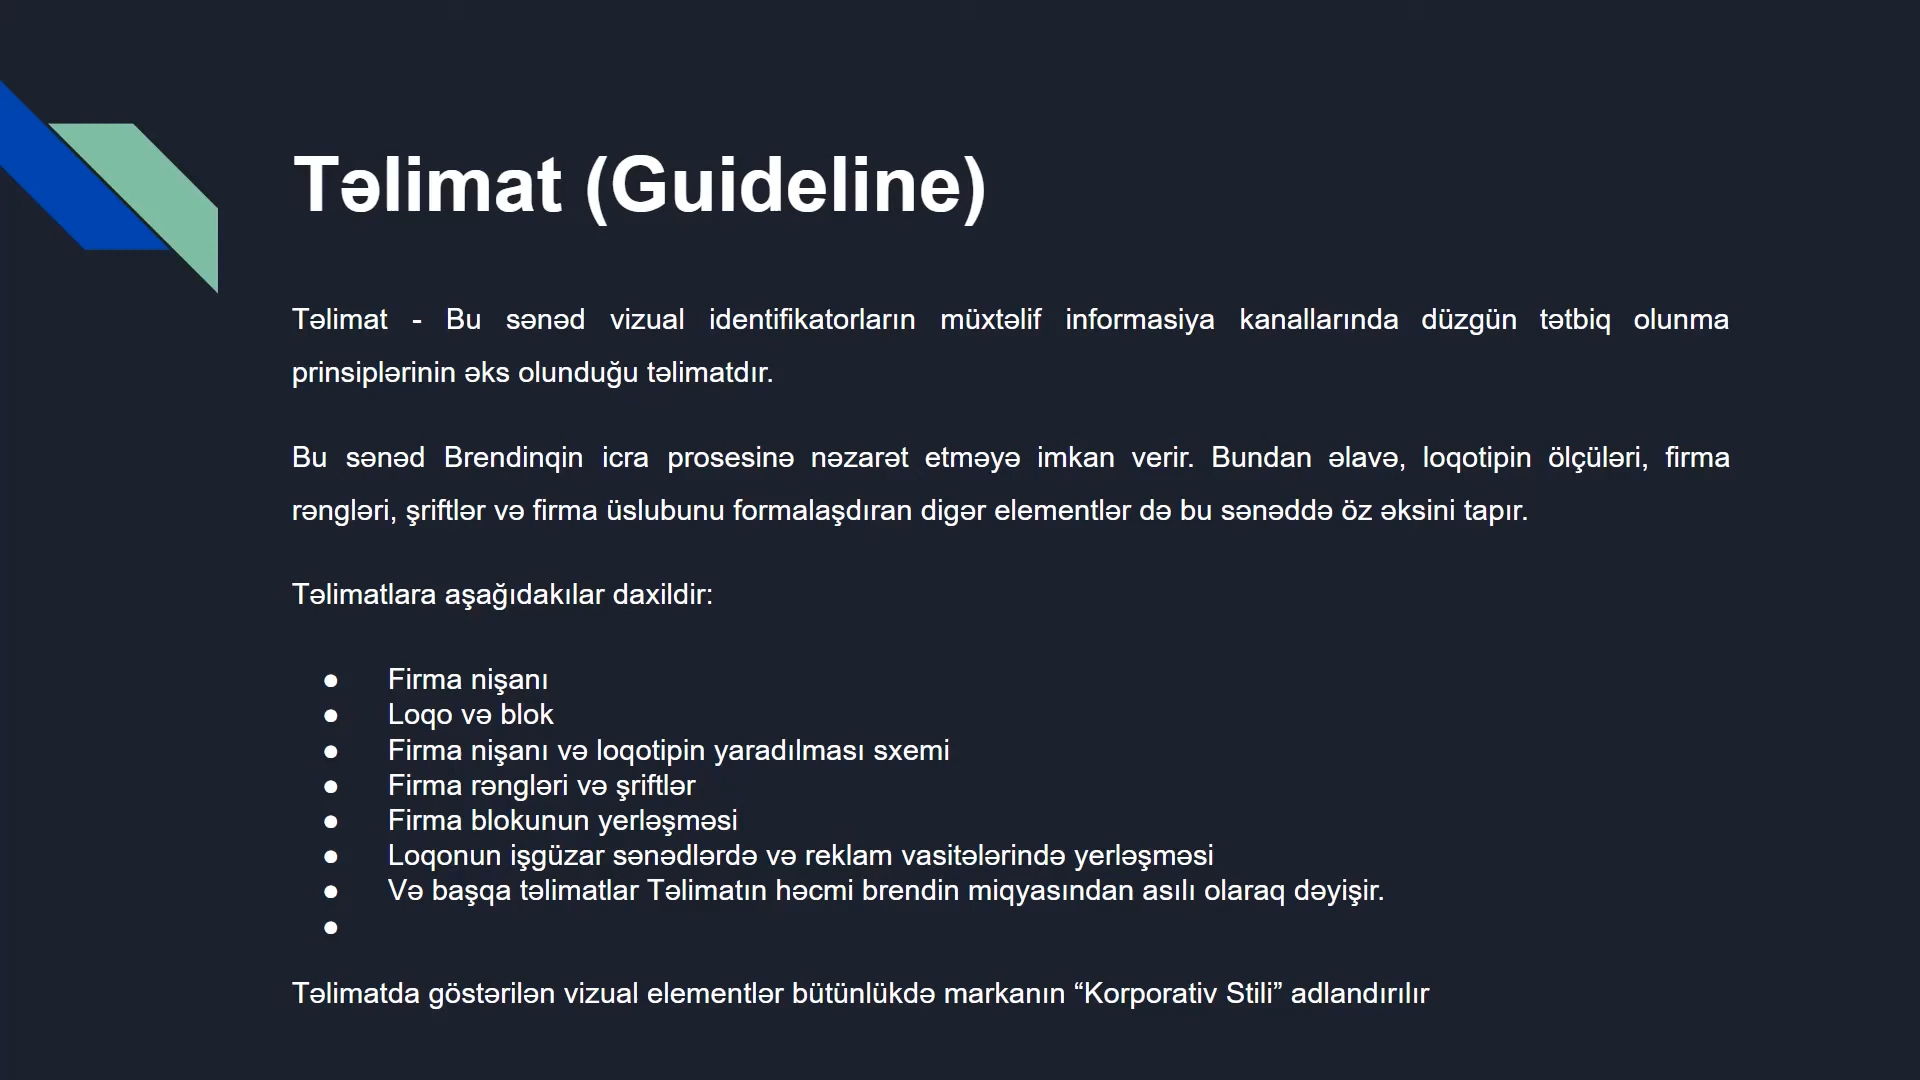 Təlimat (Guideline)
Təlimat - Bu sənəd vizual identifikatorların müxtəlif informasiya kanallarında düzgün tətbiq olunma
prinsiplərinin əks olunduğu təlimatdır.
Bu sənəd Brendinqin icra prosesinə nəzarət etməyə imkan verir. Bundan əlavə, loqotipin ölçüləri, firma
rəngləri, şriftlər və firma üslubunu formalaşdıran digər elementlər də bu sənəddə öz əksini tapır.
Təlimatlara aşağıdakılar daxildir:
● Firma nişanı
● Loqo və blok
● Firma nişanı və loqotipin yaradılması sxemi
● Firma rəngləri və şriftlər
● Firma blokunun yerləşməsi
● Loqonun işgüzar sənədlərdə və reklam vasitələrində yerləşməsi
● Və başqa təlimatlar Təlimatın həcmi brendin miqyasından asılı olaraq dəyişir.
●
Təlimatda göstərilən vizual elementlər bütünlükdə markanın “Korporativ Stili” adlandırılır